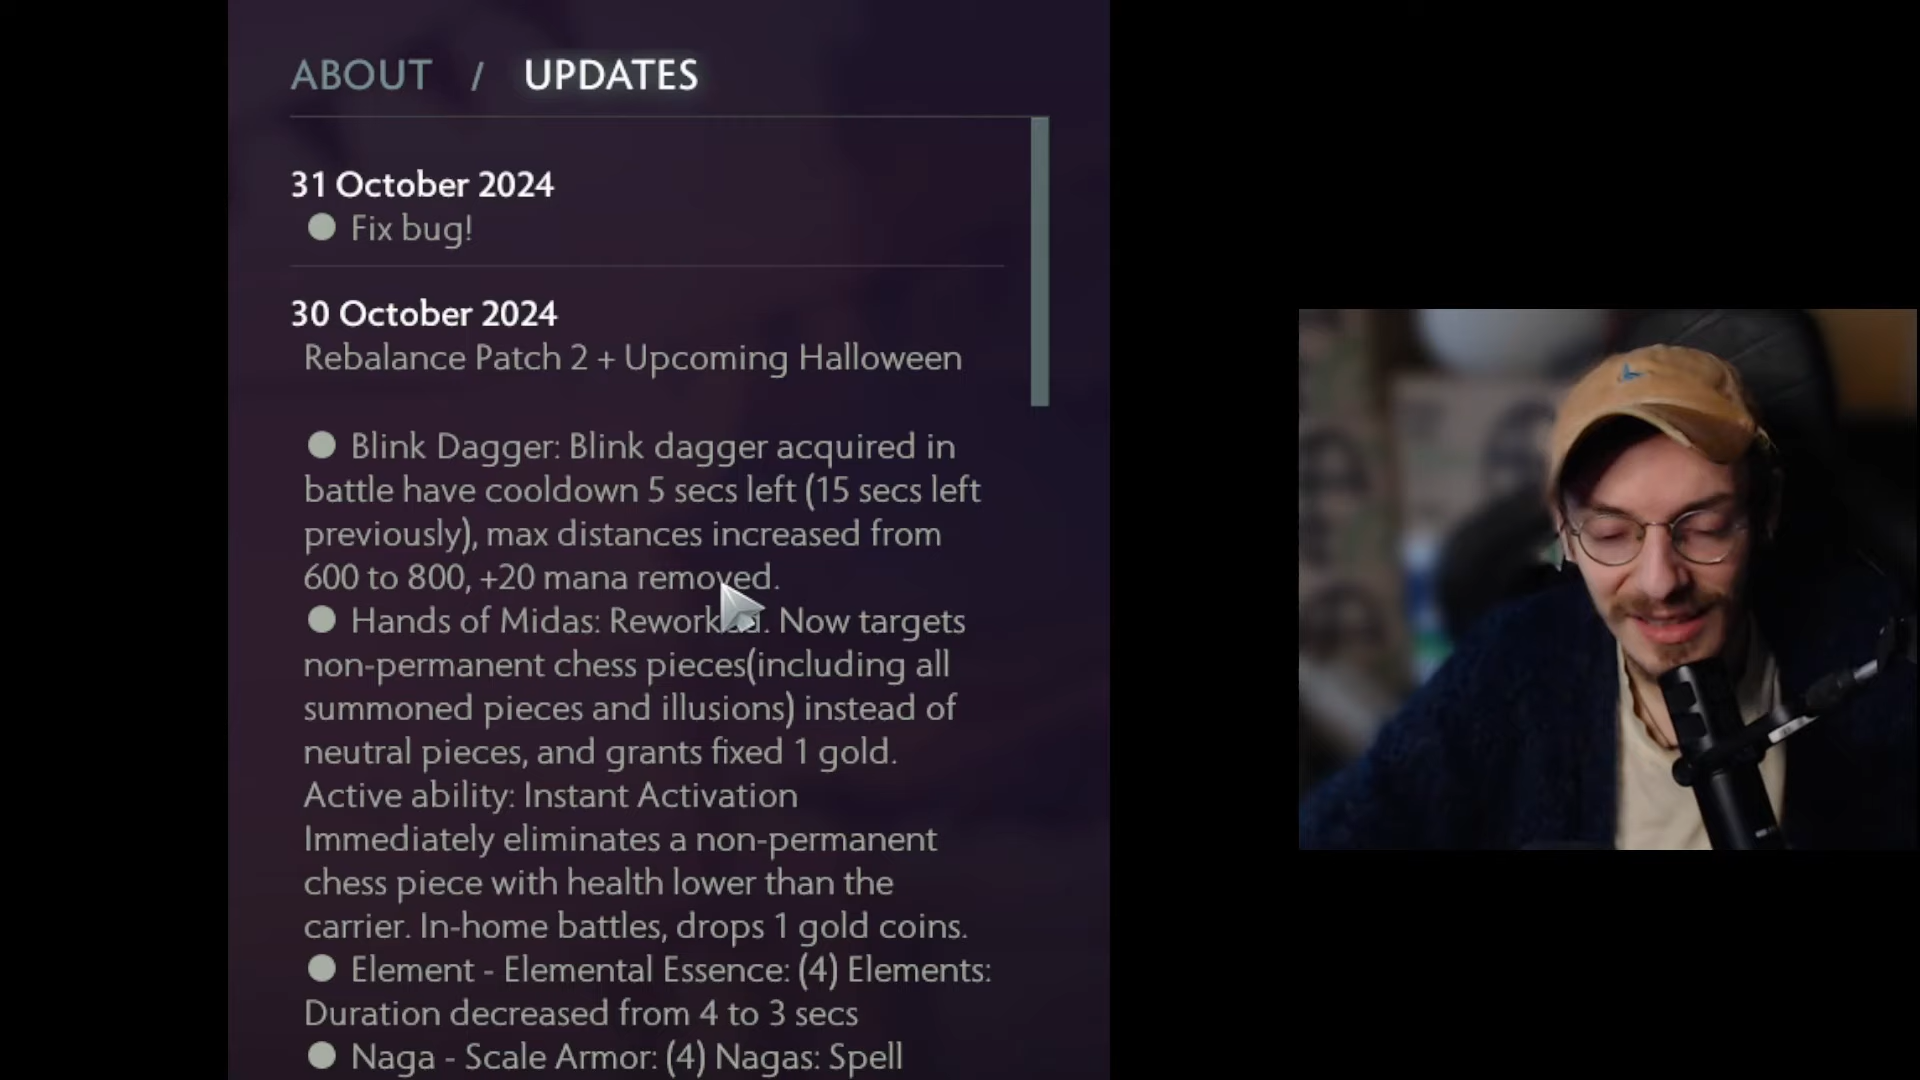 ABOUT / UPDATES
31 October 2024
● Fix bug!
30 October 2024
Rebalance Patch 2 + Upcoming Halloween
● Blink Dagger: Blink dagger acquired in
battle have cooldown 5 secs left (15 secs left
previously), max distances increased from
600 to 800, +20 mana removed.
● Hands of Midas: Reworked. Now targets
non-permanent chess pieces(including all
summoned pieces and illusions) instead of
neutral pieces, and grants fixed 1 gold.
Active ability: Instant Activation
Immediately eliminates a non-permanent
chess piece with health lower than the
carrier. In-home battles, drops 1 gold coins.
● Element - Elemental Essence: (4) Elements:
Duration decreased from 4 to 3 secs
● Naga - Scale Armor: (4) Nagas: Spell